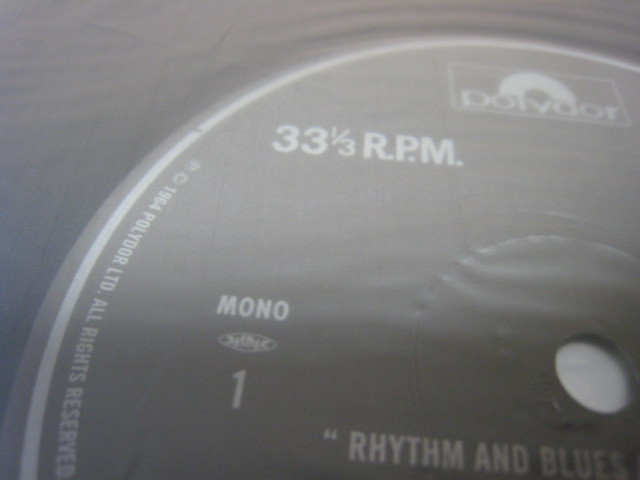 polydor
33⅓ R.P.M.
℗ © 1964 POLYDOR LTD. ALL RIGHTS RESERVED
MONO
1
" RHYTHM AND BLUES